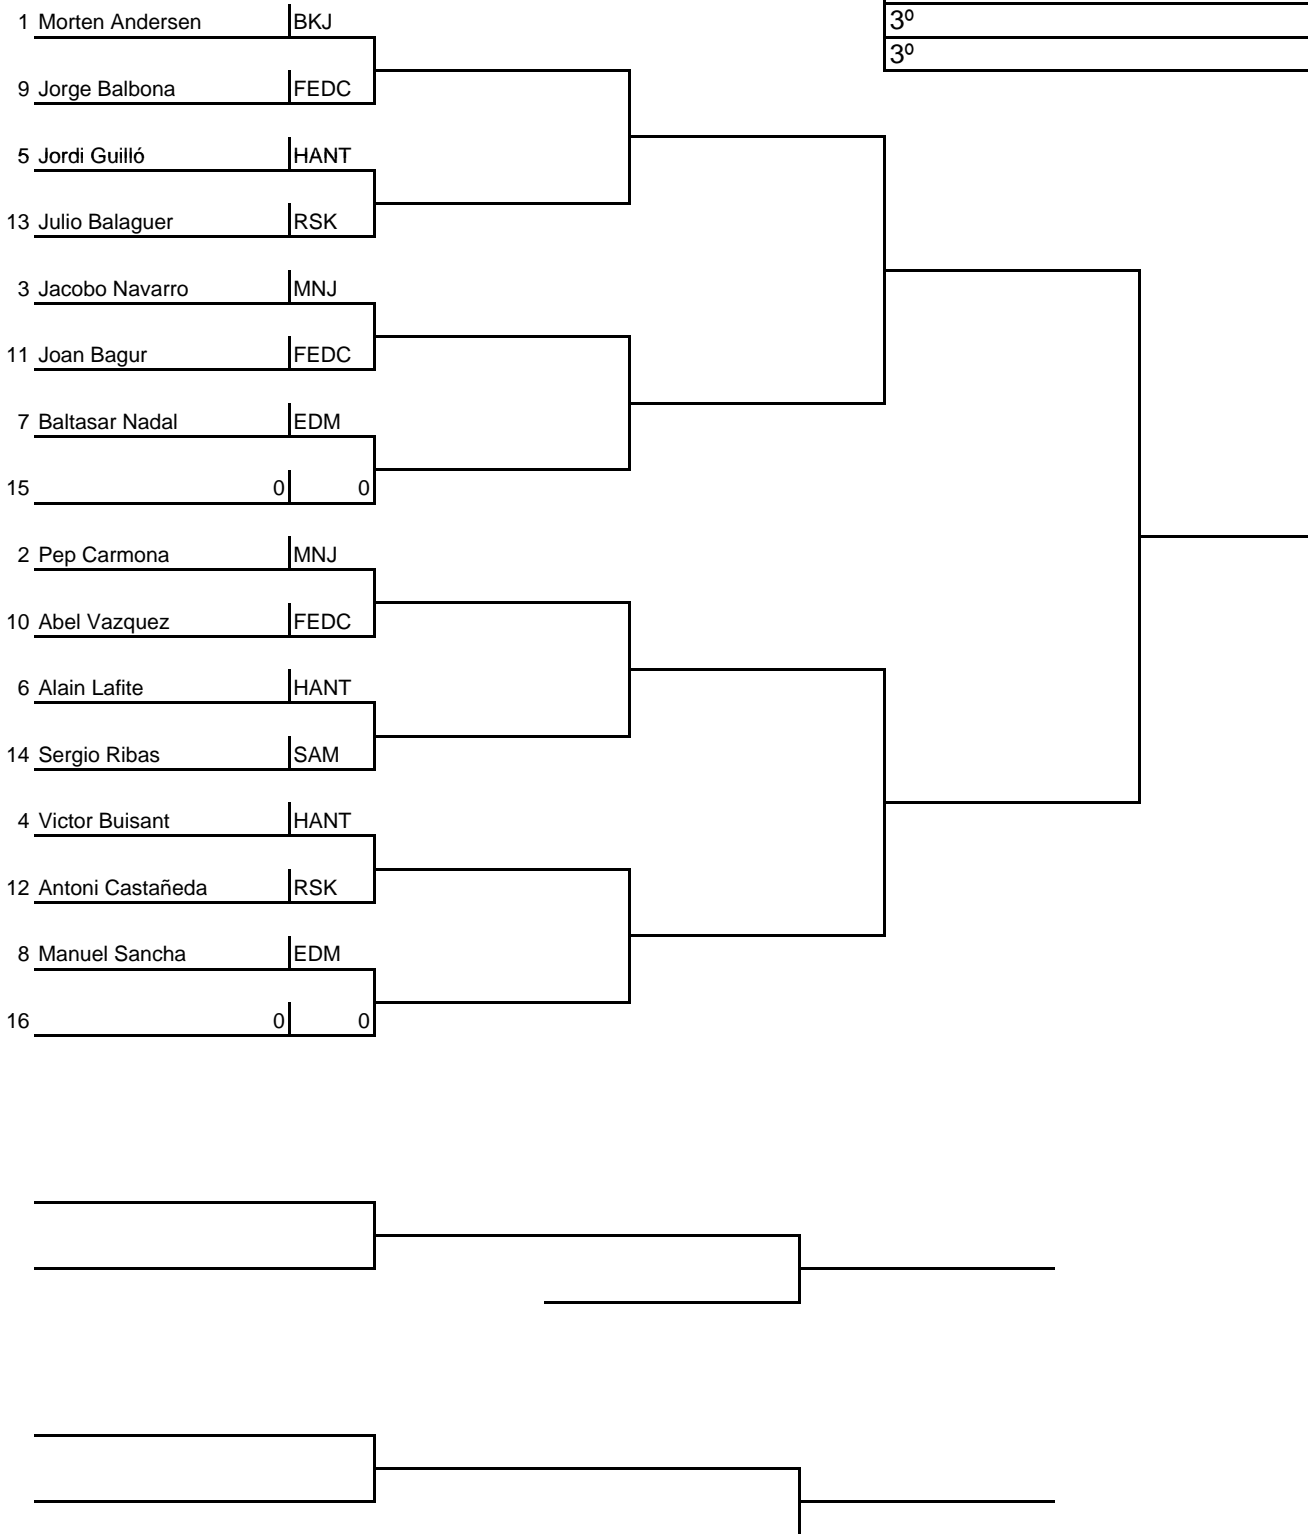 1 Morten Andersen BKJ
3º
3º
9 Jorge Balbona FEDC
5 Jordi Guilló HANT
13 Julio Balaguer RSK
3 Jacobo Navarro MNJ
11 Joan Bagur FEDC
7 Baltasar Nadal EDM
15 0 0
2 Pep Carmona MNJ
10 Abel Vazquez FEDC
6 Alain Lafite HANT
14 Sergio Ribas SAM
4 Victor Buisant HANT
12 Antoni Castañeda RSK
8 Manuel Sancha EDM
16 0 0